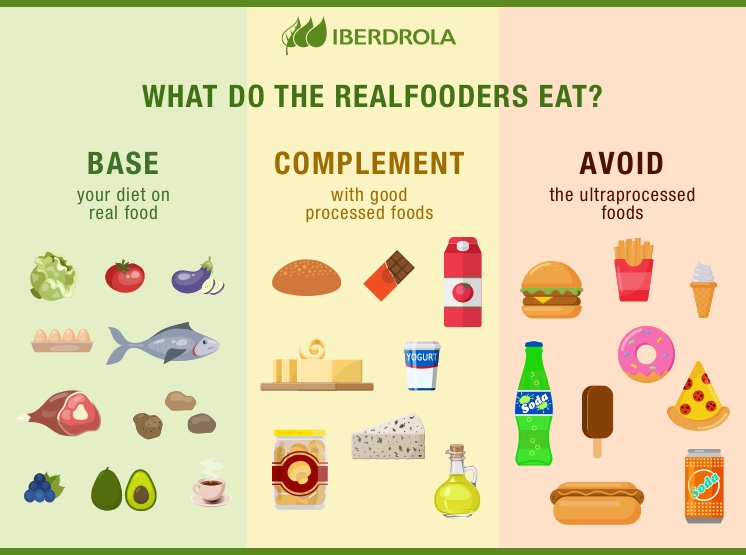 IBERDROLA
WHAT DO THE REALFOODERS EAT?
BASE
your diet on
real food
COMPLEMENT
with good
processed foods
AVOID
the ultraprocessed
foods
YOGURT
Soda
Soda